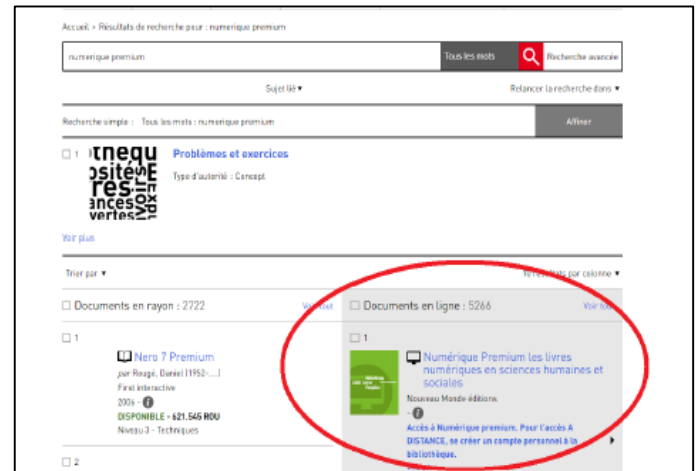 Accueil > Résultats de recherche pour : numerique premium
numerique premium
Tous les mots
Recherche avancée
Sujet lié ▼
Relancer la recherche dans ▼
Recherche simple : Tous les mots : numerique premium
Affiner
1
Problèmes et exercices
Type d'autorité : Concept
Voir plus
Trier par ▼
résultats par colonne ▼
Documents en rayon : 2722
Voir tout
Documents en ligne : 5266
Voir tout
1
Nero 7 Premium
par Rougé, Daniel (1952-...)
First interactive
2006 -
DISPONIBLE - 621.545 ROU
Niveau 3 - Techniques
2
1
Numérique Premium les livres
numériques en sciences humaines et
sociales
Nouveau Monde éditions
-
Accès à Numérique premium. Pour l'accès A
DISTANCE, se créer un compte personnel à la
bibliothèque.